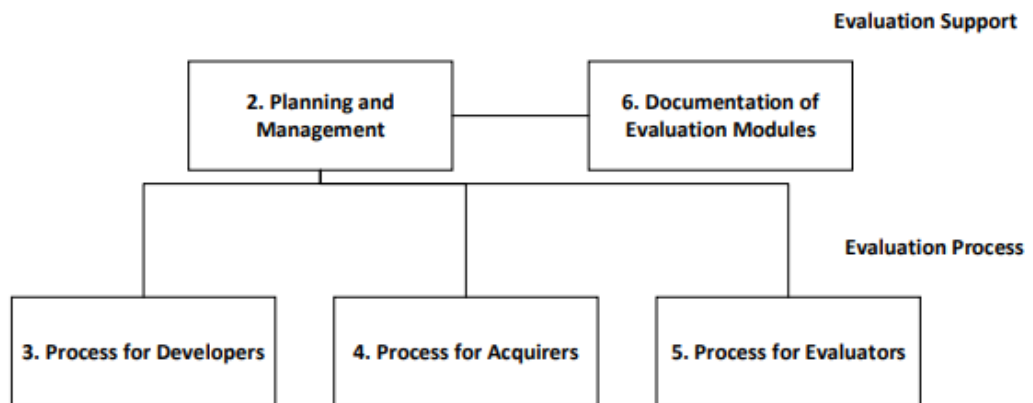 Evaluation Support
2. Planning and
Management
6. Documentation of
Evaluation Modules
Evaluation Process
3. Process for Developers
4. Process for Acquirers
5. Process for Evaluators